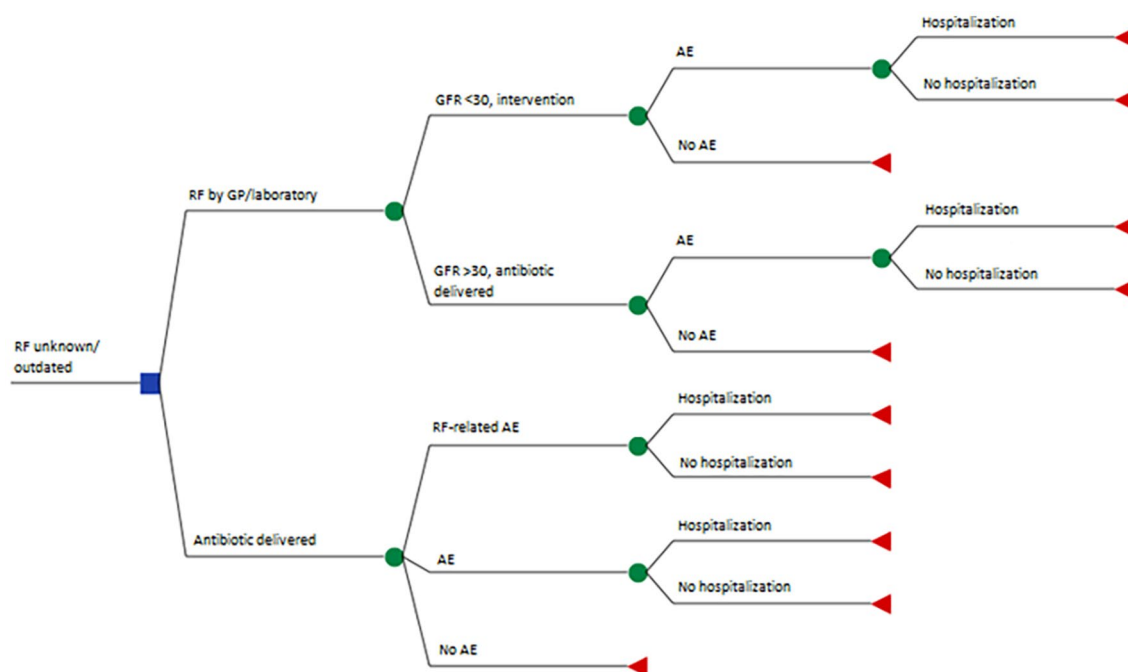 Hospitalization
AE
No hospitalization
GFR <30, intervention
No AE
RF by GP/laboratory
Hospitalization
AE
GFR >30, antibiotic
delivered
No hospitalization
No AE
RF unknown/
outdated
Hospitalization
RF-related AE
No hospitalization
Hospitalization
Antibiotic delivered
AE
No hospitalization
No AE